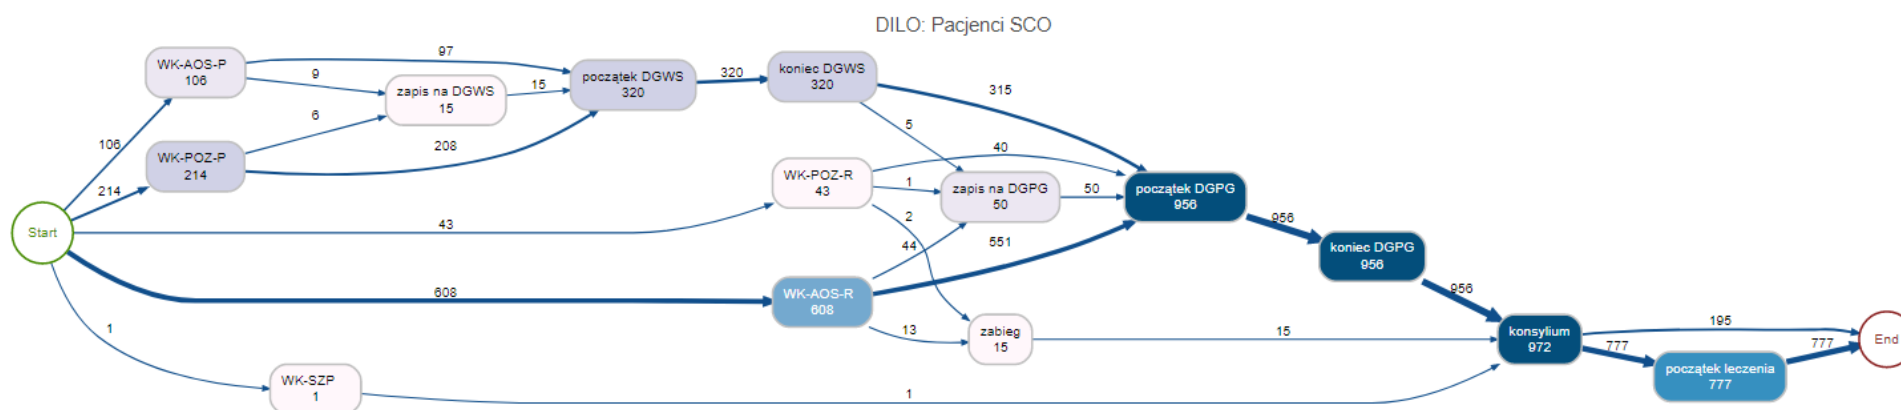 DILO: Pacjenci SCO
WK-AOS-P
106
97
9
zapis na DGWS
15
15
początek DGWS
320
320
koniec DGWS
320
315
106
WK-POZ-P
214
6
208
5
214
Start
43
WK-POZ-R
43
40
1
2
zapis na DGPG
50
50
początek DGPG
956
956
koniec DGPG
956
956
608
WK-AOS-R
608
44
551
13
zabieg
15
15
konsylium
972
195
777
początek leczenia
777
777
End
1
WK-SZP
1
1